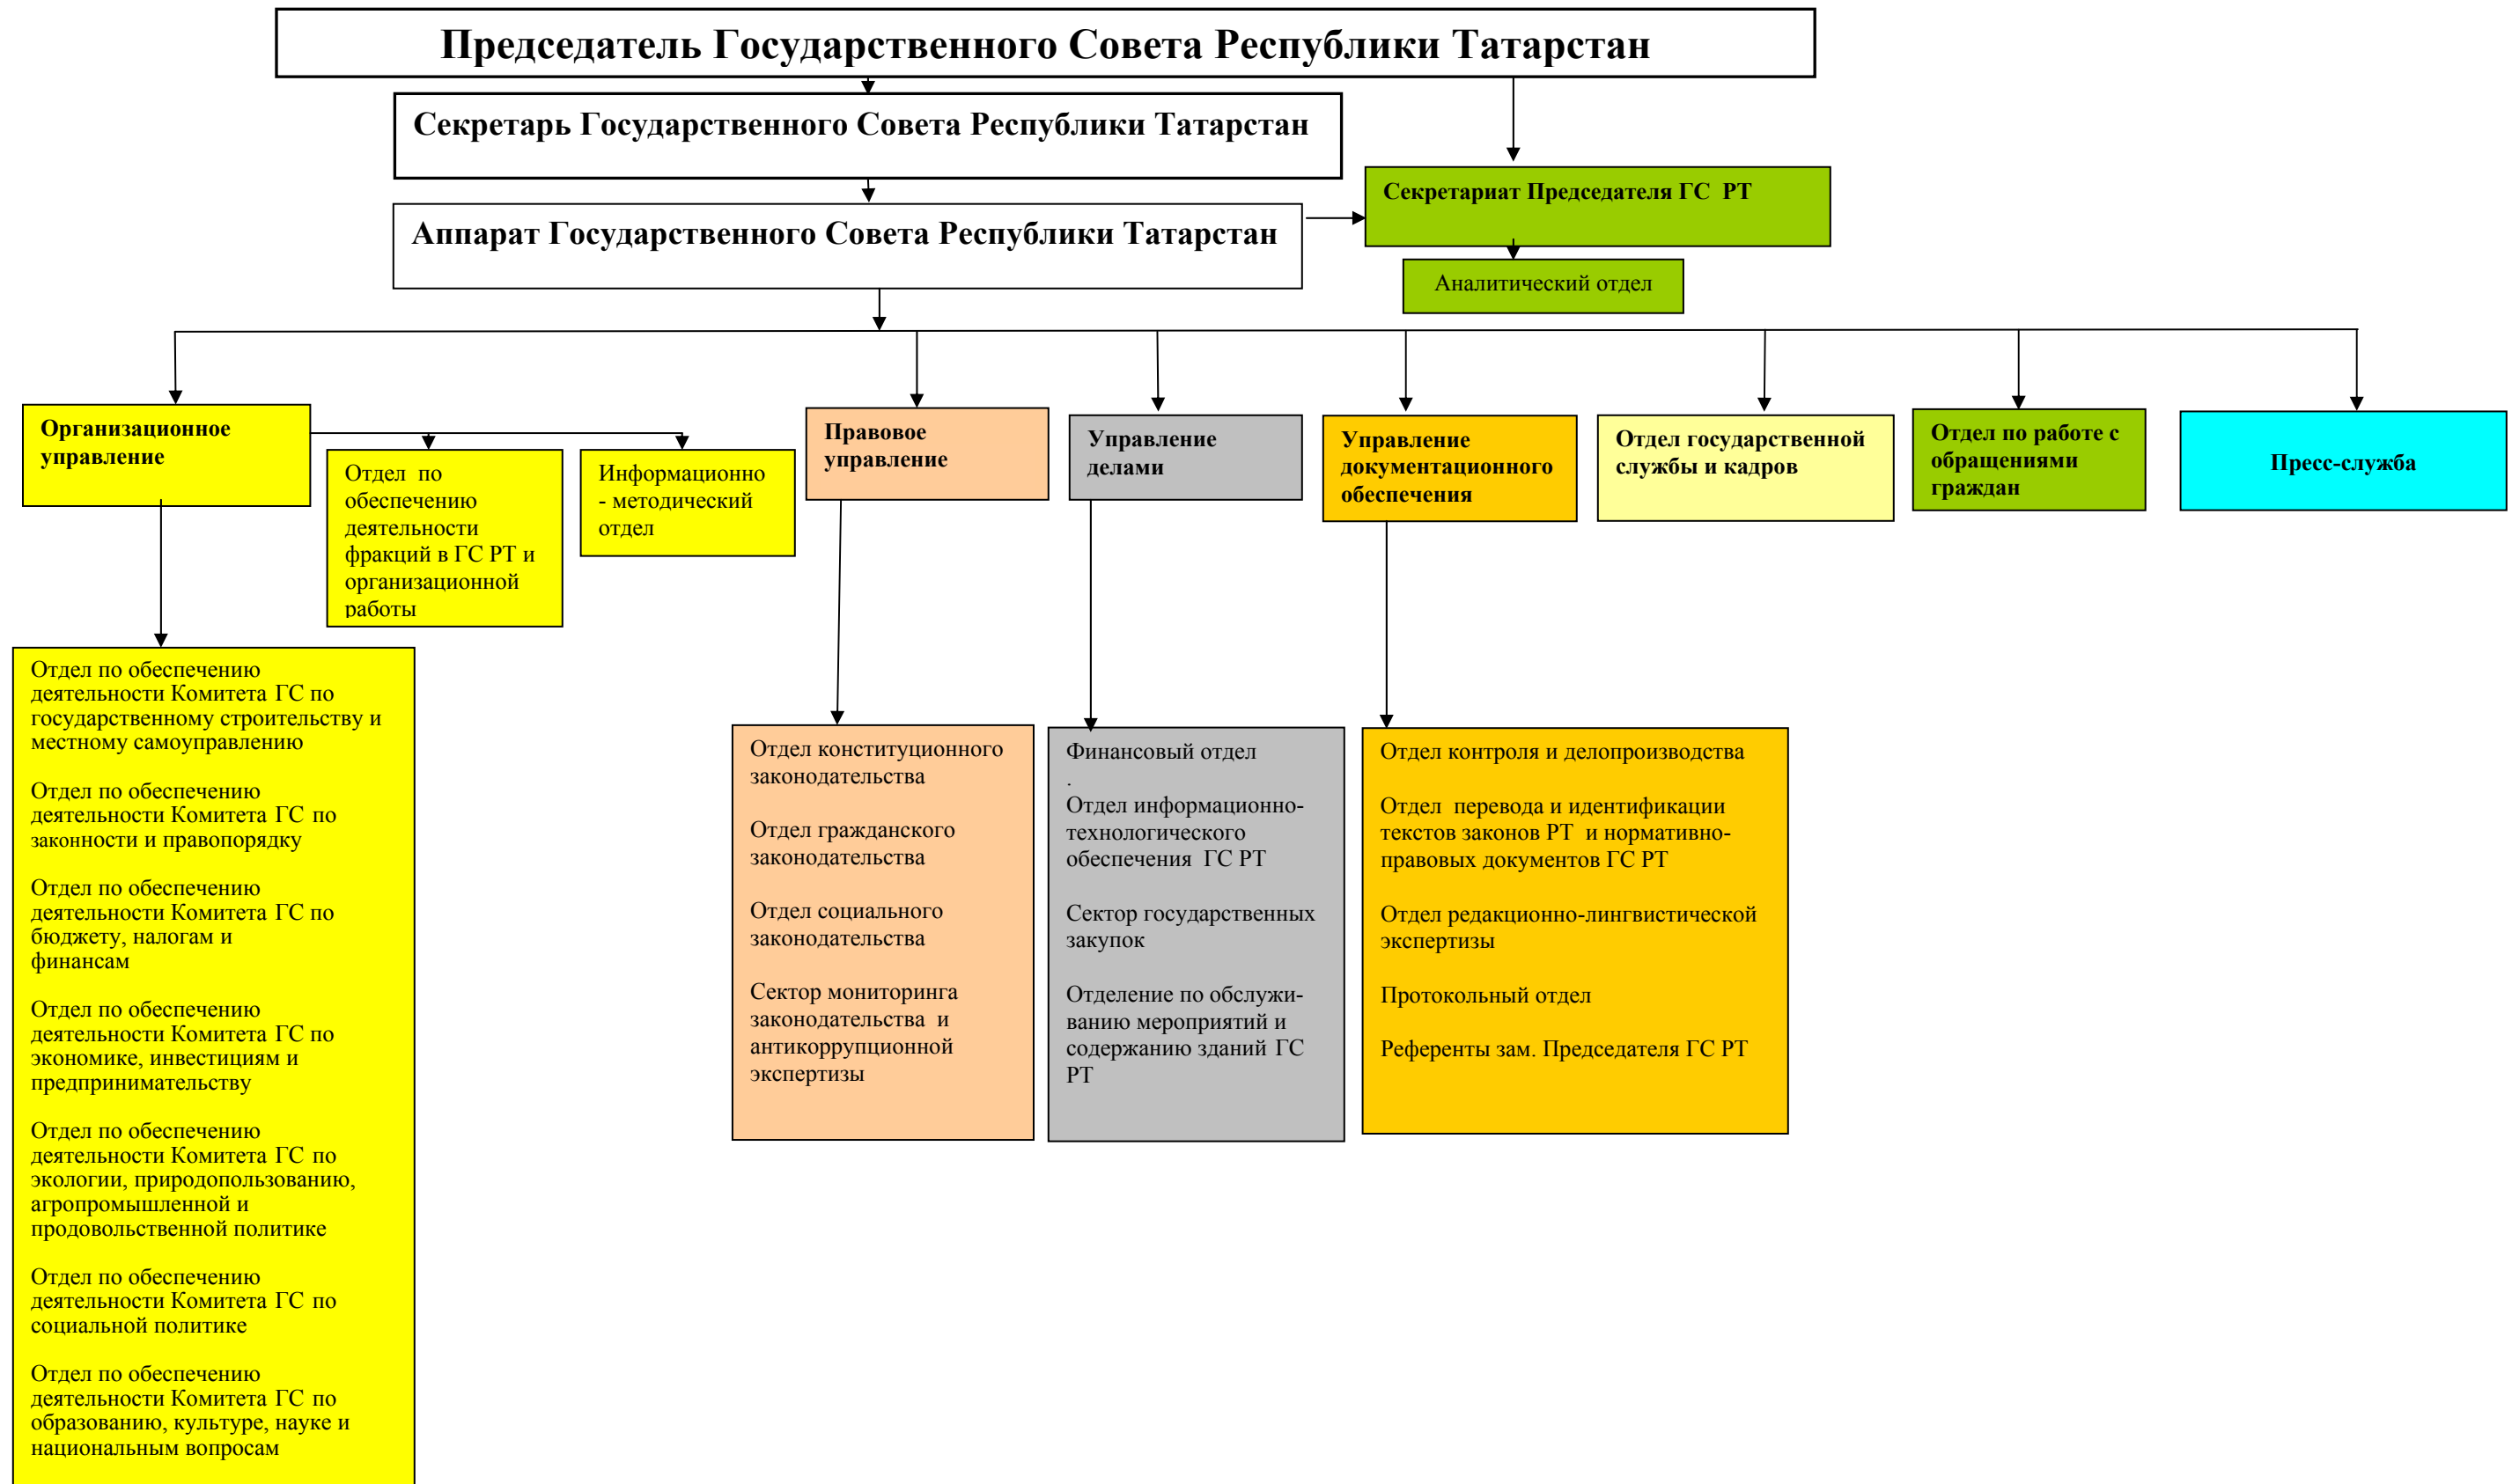 Председатель Государственного Совета Республики Татарстан
Секретарь Государственного Совета Республики Татарстан
Секретариат Председателя ГС РТ
Аппарат Государственного Совета Республики Татарстан
Аналитический отдел
Организационное
управление
Отдел по
обеспечению
деятельности
фракций в ГС РТ и
организационной
работы
Информационно
- методический
отдел
Правовое
управление
Управление
делами
Управление
документационного
обеспечения
Отдел государственной
службы и кадров
Отдел по работе с
обращениями
граждан
Пресс-служба
Отдел по обеспечению
деятельности Комитета ГС по
государственному строительству и
местному самоуправлению
Отдел по обеспечению
деятельности Комитета ГС по
законности и правопорядку
Отдел по обеспечению
деятельности Комитета ГС по
бюджету, налогам и
финансам
Отдел по обеспечению
деятельности Комитета ГС по
экономике, инвестициям и
предпринимательству
Отдел по обеспечению
деятельности Комитета ГС по
экологии, природопользованию,
агропромышленной и
продовольственной политике
Отдел по обеспечению
деятельности Комитета ГС по
социальной политике
Отдел по обеспечению
деятельности Комитета ГС по
образованию, культуре, науке и
национальным вопросам
Отдел конституционного
законодательства
Отдел гражданского
законодательства
Отдел социального
законодательства
Сектор мониторинга
законодательства и
антикоррупционной
экспертизы
Финансовый отдел
.
Отдел информационно-
технологического
обеспечения ГС РТ
Сектор государственных
закупок
Отделение по обслужи-
ванию мероприятий и
содержанию зданий ГС
РТ
Отдел контроля и делопроизводства
Отдел перевода и идентификации
текстов законов РТ и нормативно-
правовых документов ГС РТ
Отдел редакционно-лингвистической
экспертизы
Протокольный отдел
Референты зам. Председателя ГС РТ